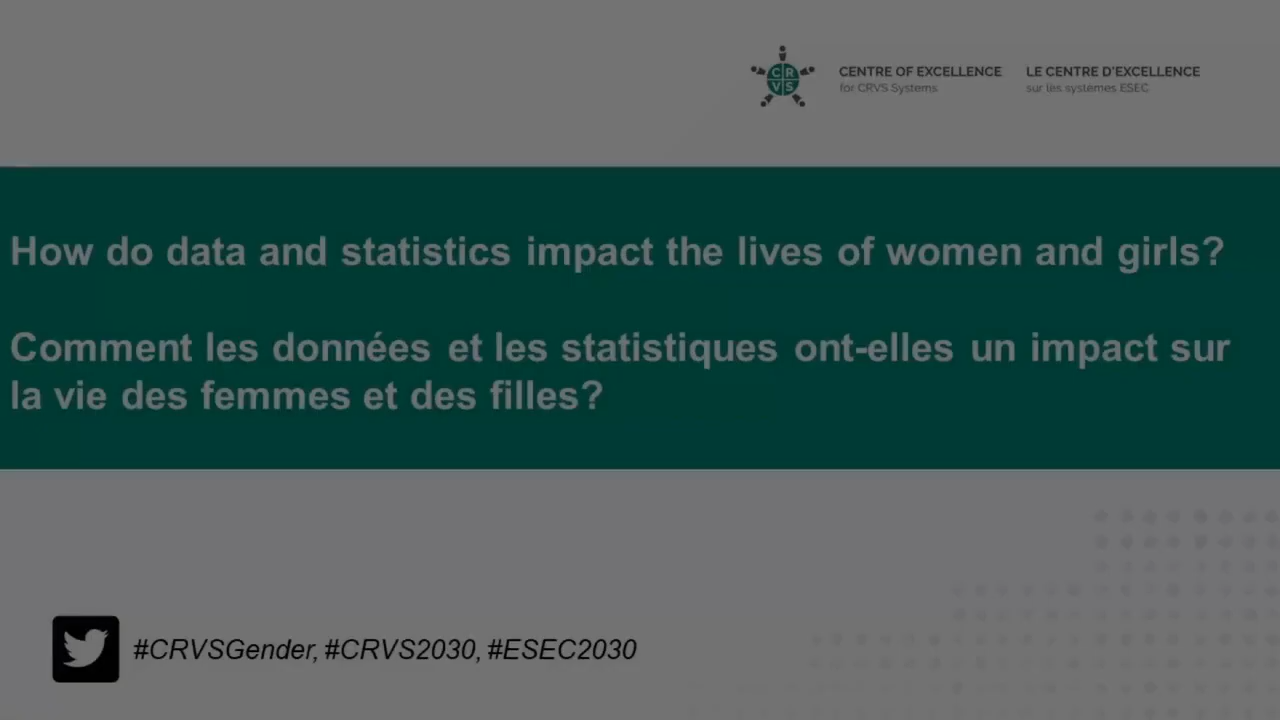 CRVS
CENTRE OF EXCELLENCE
for CRVS Systems
LE CENTRE D'EXCELLENCE
sur les systèmes ESEC
How do data and statistics impact the lives of women and girls?
Comment les données et les statistiques ont-elles un impact sur
la vie des femmes et des filles?
#CRVSGender, #CRVS2030, #ESEC2030